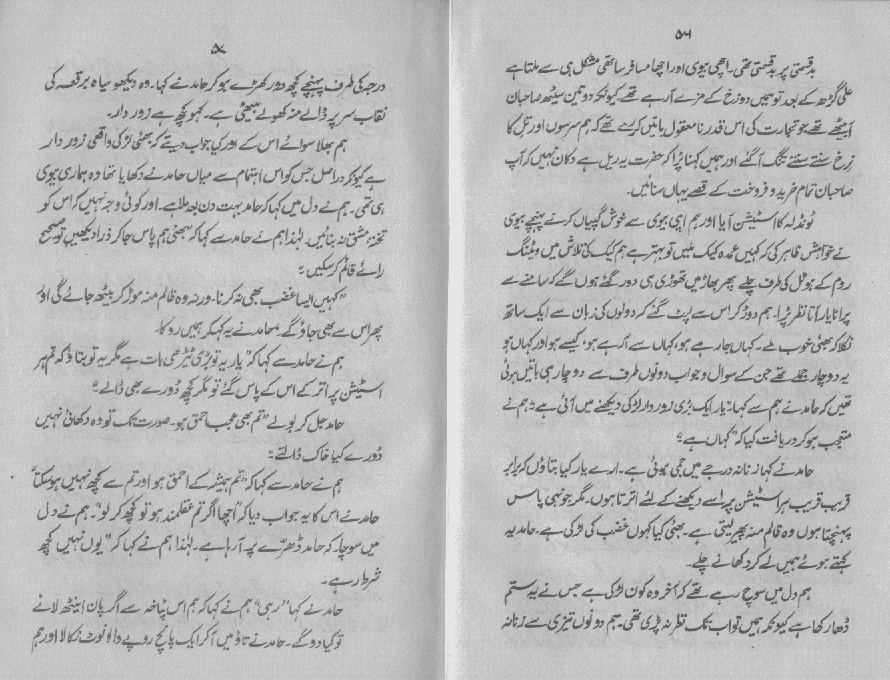 ۵۶
بدقسمتی پر بدقسمتی تھی۔ اچھی بیوی اور اچھا مسافر ساتھی مشکل ہی سے ملتا ہے
علی گڑھ کے بعد تو ہمیں دوزخ کے مزے آ رہے تھے کیونکہ دو تین سیٹھ صاحبان
آبیٹھے تھے جو تجارت کی اس قدر نامعقول باتیں کر رہے تھے کہ ہم سرسوں اور تل کا
نرخ سنتے سنتے تنگ آ گئے اور ہمیں کہنا پڑا کہ حضرت یہ ریل ہے دکان نہیں کہ آپ
صاحبان تمام خرید و فروخت کے قصے یہاں سنائیں۔
ٹونڈلہ کا اسٹیشن آیا اور ہم اپنی بیوی سے خوش گپیاں کرنے پہنچے بیوی
نے خواہش ظاہر کی کہ کہیں عمدہ کیک ملیں تو بہتر ہے ہم کیک کی تلاش میں ویٹنگ
روم کے ہوٹل کی طرف چلے بھیڑ بھاڑ میں تھوڑی ہی دور گئے ہوں گے کہ سامنے سے
پرانا یار آتا نظر پڑا۔ ہم دوڑ کر اس سے لپٹ گئے کہ دونوں کی زبان سے ایک ساتھ
نکلا کہ بھئی خوب ملے۔ کہاں جا رہے ہو، کہاں سے آ رہے ہو، کیسے ہو اور کہاں ہو
یہ دو چار جملے تھے جن کے سوال و جواب دونوں طرف سے دو چار ہی باتیں ہوئی
تھیں کہ حامد نے ہم سے کہا۔ "یار ایک بڑی زوردار لڑکی دیکھنے میں آئی ہے" ہم نے
متعجب ہو کر دریافت کیا کہ "کہاں ہے"
حامد نے کہا زنانہ درجے میں جمی ہوئی ہے۔ ارے یار کیا بتاؤں کہ برابر
قریب قریب ہر اسٹیشن پر اسے دیکھنے کے لئے اترتا ہوں۔ مگر جونہی پاس
پہنچتا ہوں وہ ظالم منہ پھیر لیتی ہے۔ بھئی کیا کہوں غضب کی لڑکی ہے۔ حامد یہ
کہتے ہوئے ہمیں لے کر دکھانے چلے۔
ہم دل میں سوچ رہے تھے کہ آخر وہ کون لڑکی ہے جس نے یہ ستم
ڈھا رکھا ہے کیونکہ ہمیں تو اب تک نظر نہ پڑی تھی۔ ہم دونوں تیزی سے زنانہ
۵۷
درجہ کی طرف پہنچے کچھ دور کھڑے ہو کر حامد نے کہا۔ وہ دیکھو سیاہ برقعہ کی
نقاب سر پر ڈالے منہ کھولے بیٹھی ہے۔ کہو کچھ ہے زوردار۔
ہم بھلا سوائے اس کے اور کیا جواب دیتے کہ بھئی لڑکی واقعی زوردار
ہے کیونکہ دراصل جس کو اس اہتمام سے میاں حامد نے دکھایا تھا وہ ہماری بیوی
ہی تھی۔ ہم نے دل میں کہا کہ حامد بہت دن بعد ملا ہے۔ اور کوئی وجہ نہیں کہ اس کو
تختہ مشق نہ بنائیں۔ لہٰذا ہم نے حامد سے کہا کہ "بھئی ہم پاس جا کر ذرا دیکھیں تو صحیح
رائے قائم کر سکیں"
"کہیں ایسا غضب بھی نہ کرنا۔ ورنہ وہ ظالم منہ موڑ کر بیٹھ جائے گی اور
پھر اس سے بھی جاؤ گے" حامد نے یہ کہہ کر ہمیں روکا۔
ہم نے حامد سے کہا کہ "یار یہ تو بڑی ٹیڑھی بات ہے مگر یہ تو بتاؤ کہ تم ہر
اسٹیشن پر اتر کے اس کے پاس گئے تو مگر کچھ ڈورے بھی ڈالے"
حامد جل کر بولے "تم بھی عجب احمق ہو۔ صورت تک تو وہ دکھاتی نہیں
ڈورے کیا خاک ڈالتے"
ہم نے حامد سے کہا کہ "تم ہمیشہ کے احمق ہو اور تم سے کچھ نہیں ہو سکتا"
حامد نے اس کا یہ جواب دیا کہ "اچھا اگر تم عقلمند ہو تو کچھ کر لو"۔ ہم نے دل
میں سوچا۔ کہ حامد ڈھرّے پر آ رہا ہے۔ لہٰذا ہم نے کہا کہ "یوں نہیں کچھ
شرط رہے۔
حامد نے کہا "رہی" ہم نے کہا کہ ہم اس پٹاخہ سے اگر پان اینٹھ لائے
تو کیا دو گے۔ حامد نے تاؤ میں آ کر ایک پانچ روپے والا نوٹ نکالا اور ہم